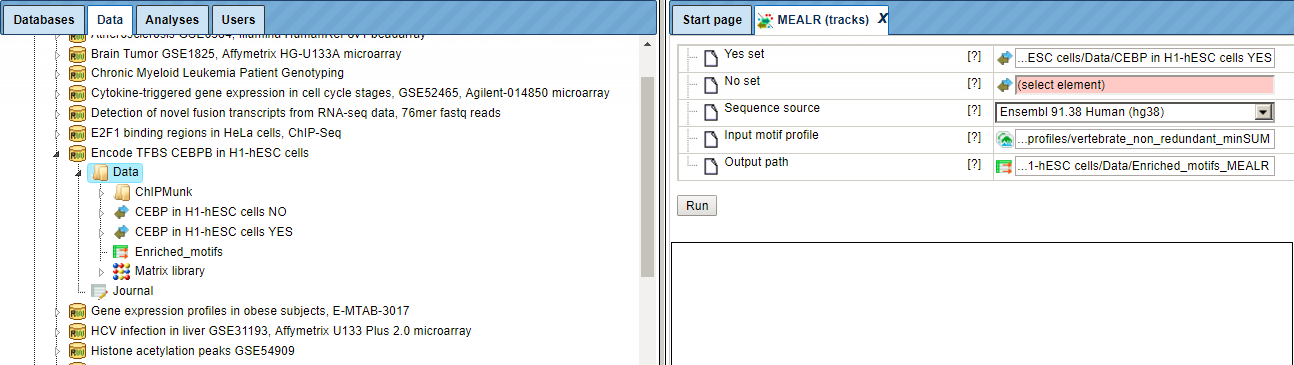 Databases Data Analyses Users
Atherosclerosis GSE6584, Illumina HumanRef-8v1 beadarray
Brain Tumor GSE1825, Affymetrix HG-U133A microarray
Chronic Myeloid Leukemia Patient Genotyping
Cytokine-triggered gene expression in cell cycle stages, GSE52465, Agilent-014850 microarray
Detection of novel fusion transcripts from RNA-seq data, 76mer fastq reads
E2F1 binding regions in HeLa cells, ChIP-Seq
Encode TFBS CEBPB in H1-hESC cells
Data
ChIPMunk
CEBP in H1-hESC cells NO
CEBP in H1-hESC cells YES
Enriched_motifs
Matrix library
Journal
Gene expression profiles in obese subjects, E-MTAB-3017
HCV infection in liver GSE31193, Affymetrix U133 Plus 2.0 microarray
Histone acetylation peaks GSE54909
Start page MEALR (tracks) X
Yes set [?] ...ESC cells/Data/CEBP in H1-hESC cells YES
No set [?] (select element)
Sequence source [?] Ensembl 91.38 Human (hg38)
Input motif profile [?] ...profiles/vertebrate_non_redundant_minSUM
Output path [?] ...1-hESC cells/Data/Enriched_motifs_MEALR
Run